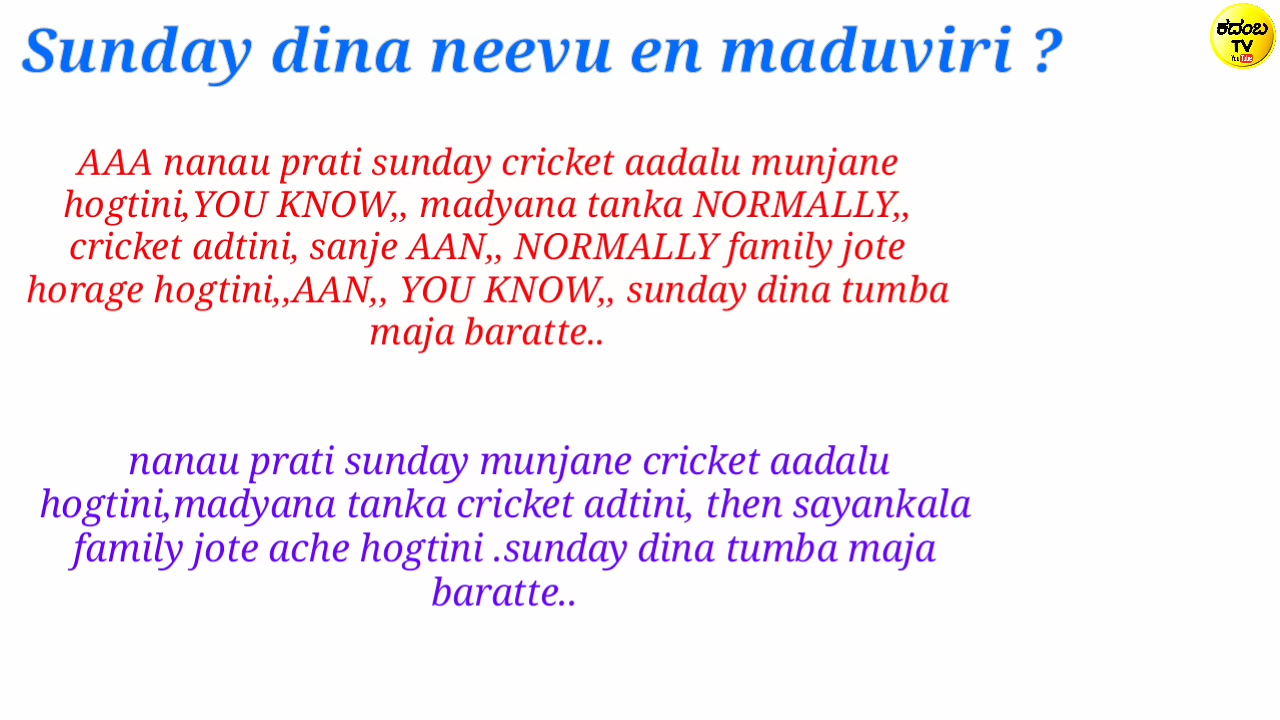 Sunday dina neevu en maduviri ?
ಕದಂಬ
TV
YouTube
AAA nanau prati sunday cricket aadalu munjane
hogtini,YOU KNOW,, madyana tanka NORMALLY,,
cricket adtini, sanje AAN,, NORMALLY family jote
horage hogtini,,AAN,, YOU KNOW,, sunday dina tumba
maja baratte..
nanau prati sunday munjane cricket aadalu
hogtini,madyana tanka cricket adtini, then sayankala
family jote ache hogtini .sunday dina tumba maja
baratte..